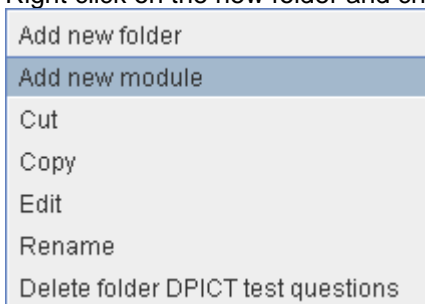 Right click on the new folder and ch
Add new folder
Add new module
Cut
Copy
Edit
Rename
Delete folder DPICT test questions